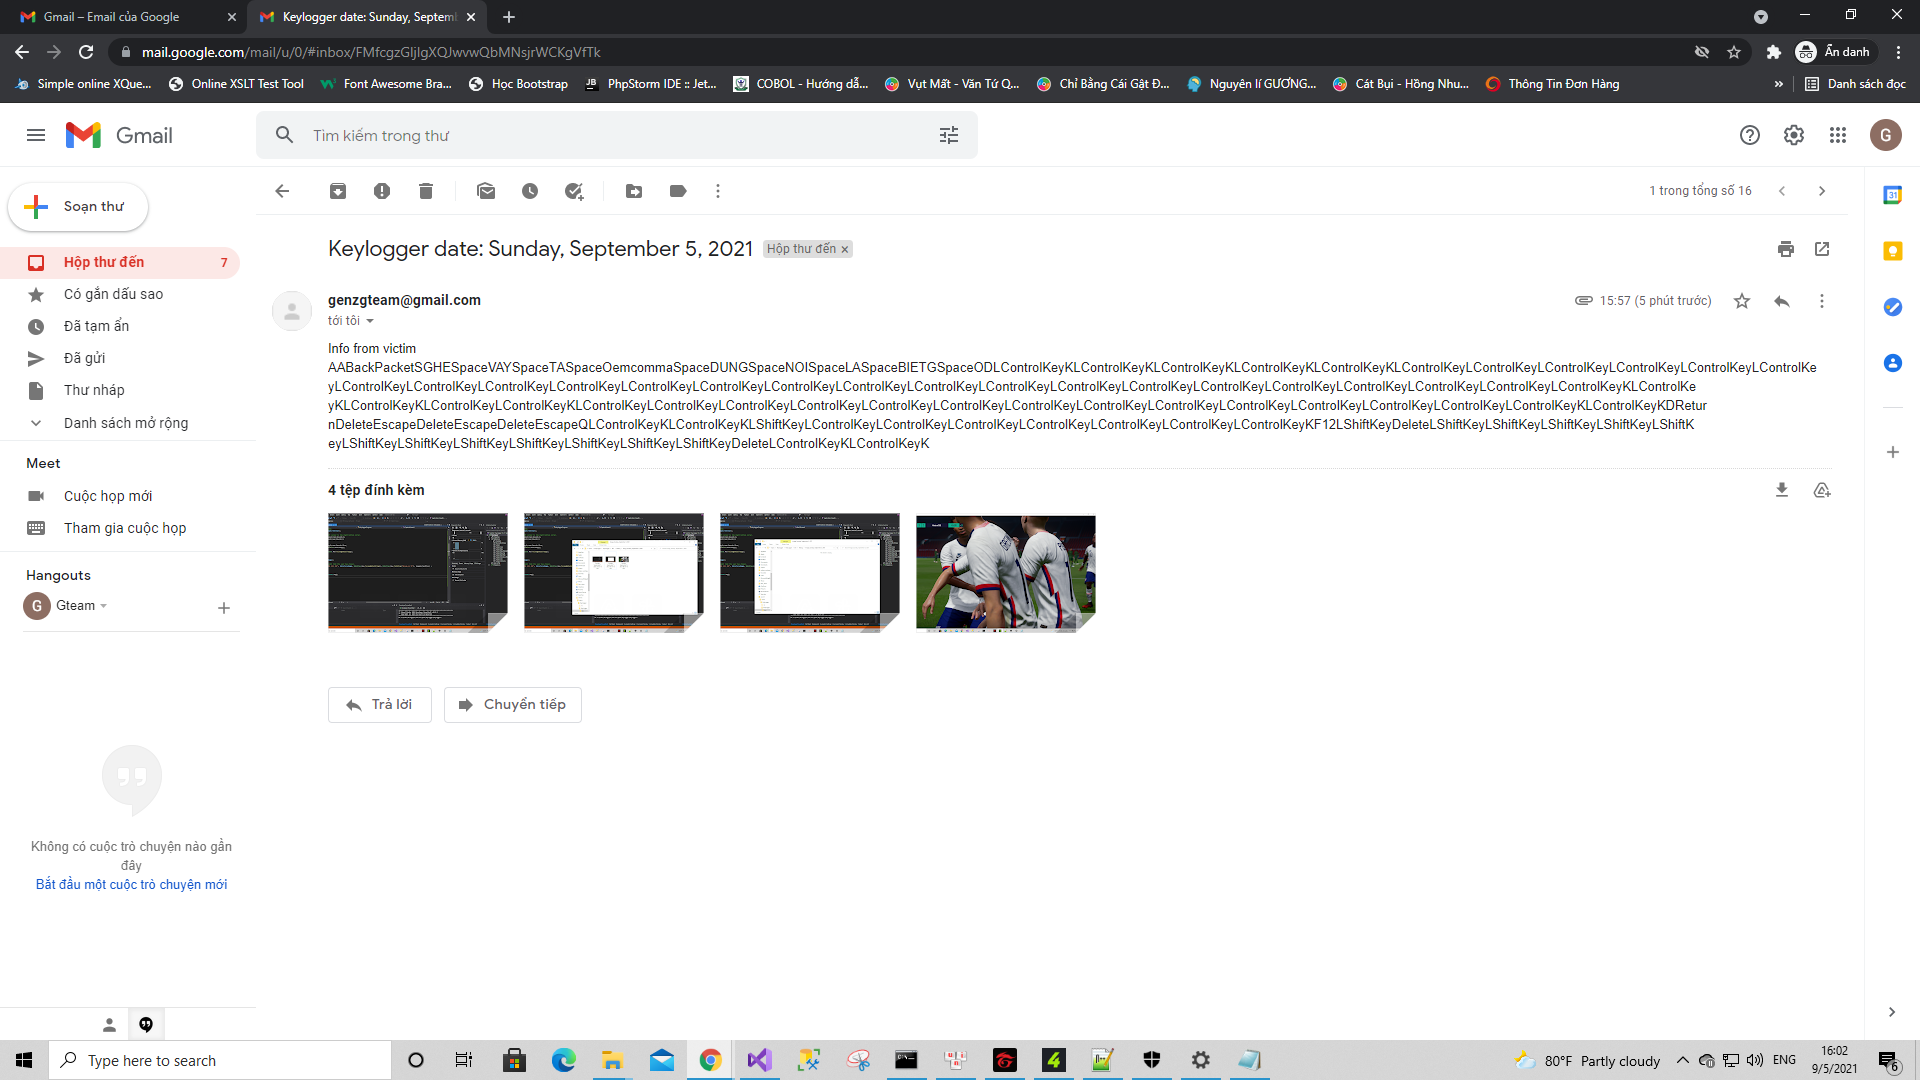 Gmail – Email của Google
Keylogger date: Sunday, Septemb
mail.google.com/mail/u/0/#inbox/FMfcgzGljlgXQJwvwQbMNsjrWCKgVfTk
Ẩn danh
Simple online XQue...
Online XSLT Test Tool
Font Awesome Bra...
Học Bootstrap
PhpStorm IDE :: Jet...
COBOL - Hướng dẫ...
Vụt Mất - Văn Tứ Q...
Chỉ Bằng Cái Gật Đ...
Nguyên lí GƯƠNG...
Cát Bụi - Hồng Nhu...
Thông Tin Đơn Hàng
»
Danh sách đọc
Gmail
Tìm kiếm trong thư
G
Soạn thư
1 trong tổng số 16
31
Keylogger date: Sunday, September 5, 2021
Hộp thư đến ×
Hộp thư đến 7
Có gắn dấu sao
Đã tạm ẩn
Đã gửi
Thư nháp
Danh sách mở rộng
genzgteam@gmail.com
15:57 (5 phút trước)
tới tôi
Info from victim
AABackPacketSGHESpaceVAYSpaceTASpaceOemcommaSpaceDUNGSpaceNOISpaceLASpaceBIETGSpaceODLControlKeyKLControlKeyKLControlKeyKLControlKeyKLControlKeyKLControlKeyLControlKeyLControlKeyLControlKeyLControlKeyLControlKe
yLControlKeyLControlKeyLControlKeyLControlKeyLControlKeyLControlKeyLControlKeyLControlKeyLControlKeyLControlKeyLControlKeyLControlKeyLControlKeyLControlKeyLControlKeyLControlKeyLControlKeyLControlKeyKLControlKe
yKLControlKeyKLControlKeyLControlKeyKLControlKeyLControlKeyLControlKeyLControlKeyLControlKeyLControlKeyLControlKeyLControlKeyLControlKeyLControlKeyLControlKeyLControlKeyLControlKeyLControlKeyKLControlKeyKDRetur
nDeleteEscapeDeleteEscapeDeleteEscapeQLControlKeyKLControlKeyKLShiftKeyLControlKeyLControlKeyLControlKeyLControlKeyLControlKeyLControlKeyLControlKeyKF12LShiftKeyDeleteLShiftKeyLShiftKeyLShiftKeyLShiftKeyLShiftK
eyLShiftKeyLShiftKeyLShiftKeyLShiftKeyLShiftKeyLShiftKeyLShiftKeyDeleteLControlKeyKLControlKeyK
4 tệp đính kèm
Trả lời
Chuyển tiếp
Meet
Cuộc họp mới
Tham gia cuộc họp
Hangouts
G Gteam
Không có cuộc trò chuyện nào gần
đây
Bắt đầu một cuộc trò chuyện mới
Type here to search
80°F Partly cloudy
ENG
16:02
9/5/2021
6